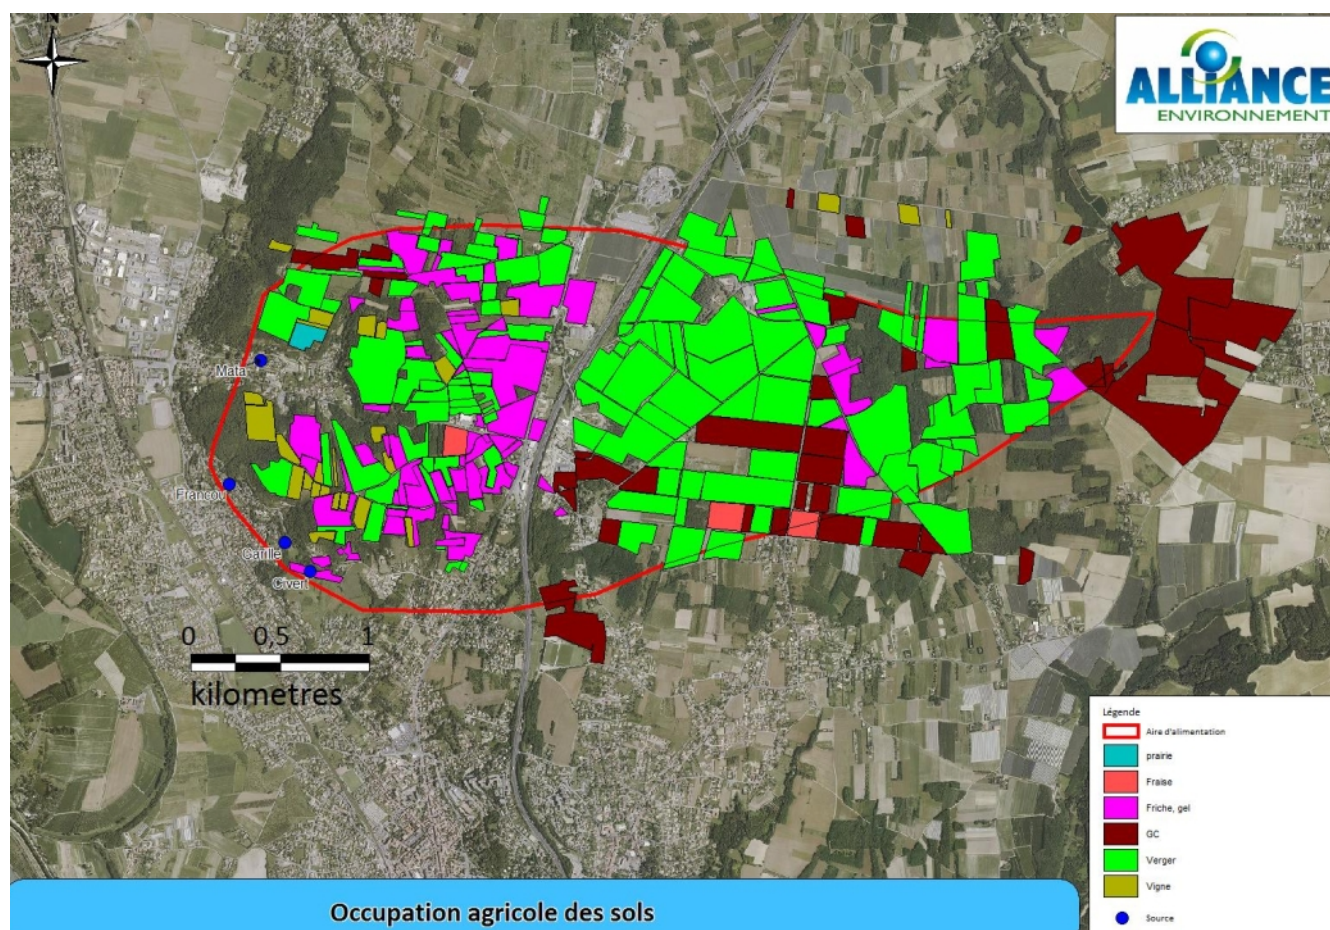 N
ALLIANCE
ENVIRONNEMENT
Mata
Francou
Catille
Civert
0 0,5 1
kilometres
Légende
Aire d'alimentation
prairie
Fraise
Friche, gel
GC
Verger
Vigne
Source
Occupation agricole des sols